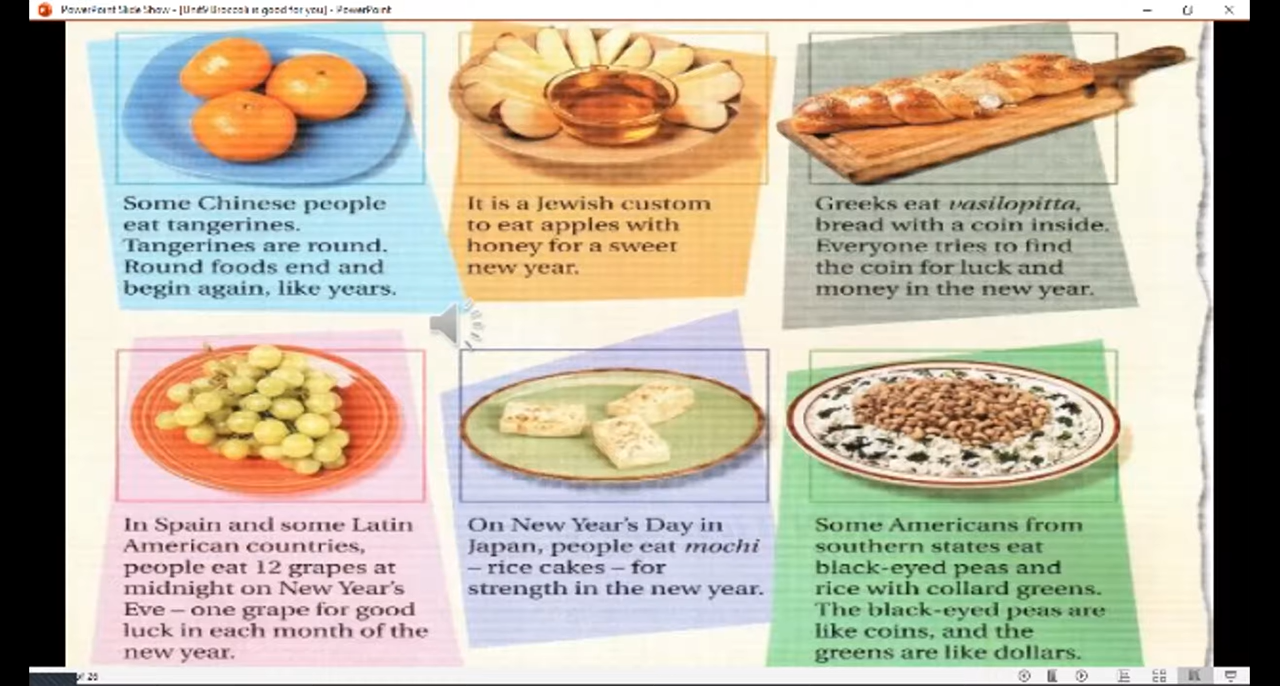 PowerPoint Slide Show - [Unit9 Broccoli is good for you] - PowerPoint
Some Chinese people
eat tangerines.
Tangerines are round.
Round foods end and
begin again, like years.
It is a Jewish custom
to eat apples with
honey for a sweet
new year.
Greeks eat vasilopitta,
bread with a coin inside.
Everyone tries to find
the coin for luck and
money in the new year.
In Spain and some Latin
American countries,
people eat 12 grapes at
midnight on New Year's
Eve – one grape for good
luck in each month of the
new year.
On New Year's Day in
Japan, people eat mochi
– rice cakes – for
strength in the new year.
Some Americans from
southern states eat
black-eyed peas and
rice with collard greens.
The black-eyed peas are
like coins, and the
greens are like dollars.
of 26